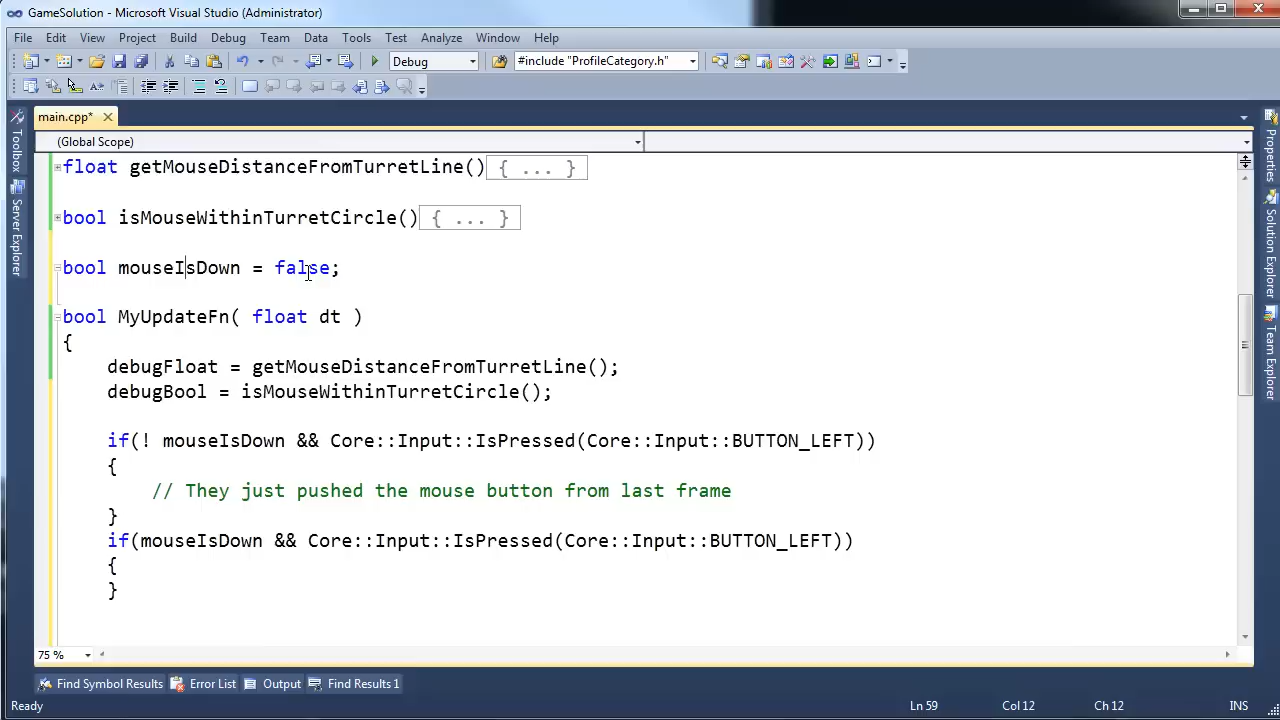 GameSolution - Microsoft Visual Studio (Administrator)
File Edit View Project Build Debug Team Data Tools Test Analyze Window Help
Debug #include "ProfileCategory.h"
main.cpp*
(Global Scope)
float getMouseDistanceFromTurretLine(){ ... }
bool isMouseWithinTurretCircle(){ ... }
bool mouseIsDown = false;
bool MyUpdateFn( float dt )
{
debugFloat = getMouseDistanceFromTurretLine();
debugBool = isMouseWithinTurretCircle();
if(! mouseIsDown && Core::Input::IsPressed(Core::Input::BUTTON_LEFT))
{
// They just pushed the mouse button from last frame
}
if(mouseIsDown && Core::Input::IsPressed(Core::Input::BUTTON_LEFT))
{
}
75 %
Find Symbol Results Error List Output Find Results 1
Ready Ln 59 Col 12 Ch 12 INS
Toolbox
Server Explorer
Properties
Solution Explorer
Team Explorer